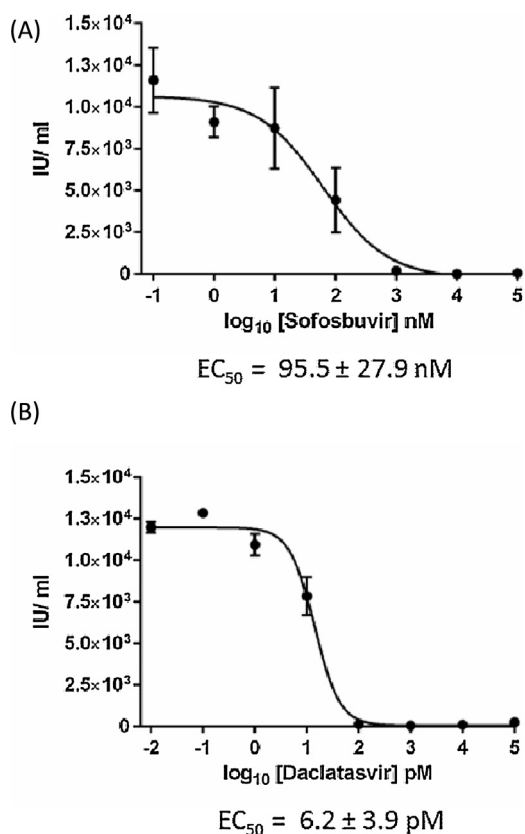 (A)
1.5×10⁴
1.3×10⁴
1.0×10⁴
7.5×10³
5.0×10³
2.5×10³
0
IU/ ml
-1 0 1 2 3 4 5
log₁₀ [Sofosbuvir] nM
EC₅₀ = 95.5 ± 27.9 nM
(B)
1.5×10⁴
1.3×10⁴
1.0×10⁴
7.5×10³
5.0×10³
2.5×10³
0
IU/ ml
-2 -1 0 1 2 3 4 5
log₁₀ [Daclatasvir] pM
EC₅₀ = 6.2 ± 3.9 pM